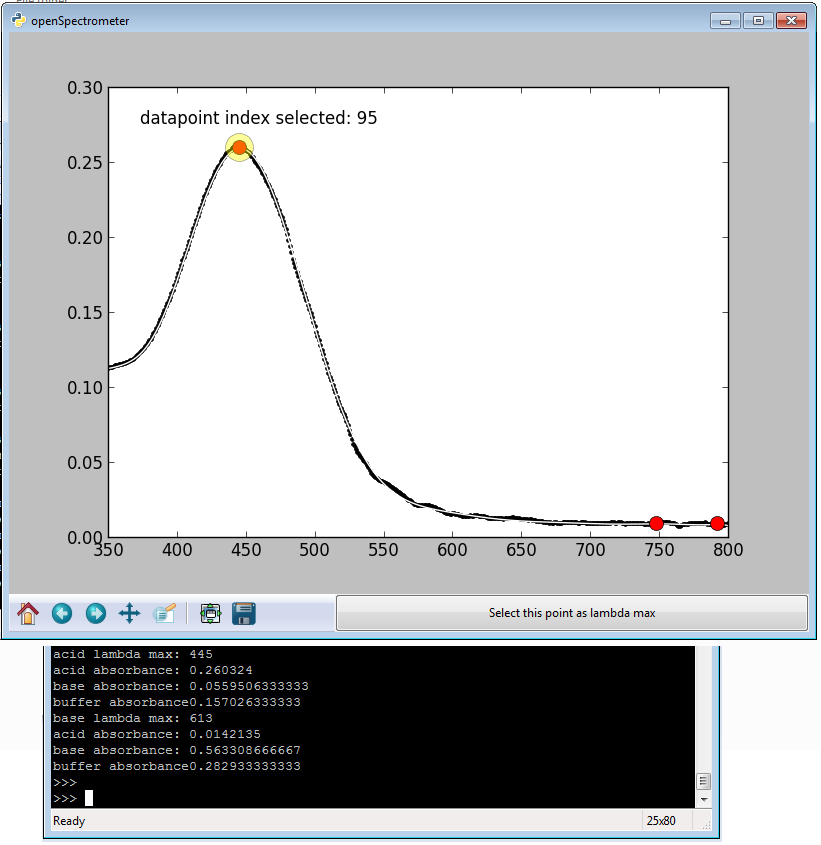 openSpectrometer
0.30
datapoint index selected: 95
0.25
0.20
0.15
0.10
0.05
0.00
350 400 450 500 550 600 650 700 750 800
Select this point as lambda max
acid lambda max: 445
acid absorbance: 0.260324
base absorbance: 0.0559506333333
buffer absorbance0.157026333333
base lambda max: 613
acid absorbance: 0.0142135
base absorbance: 0.563308666667
buffer absorbance0.282933333333
>>>
>>>
Ready 25x80